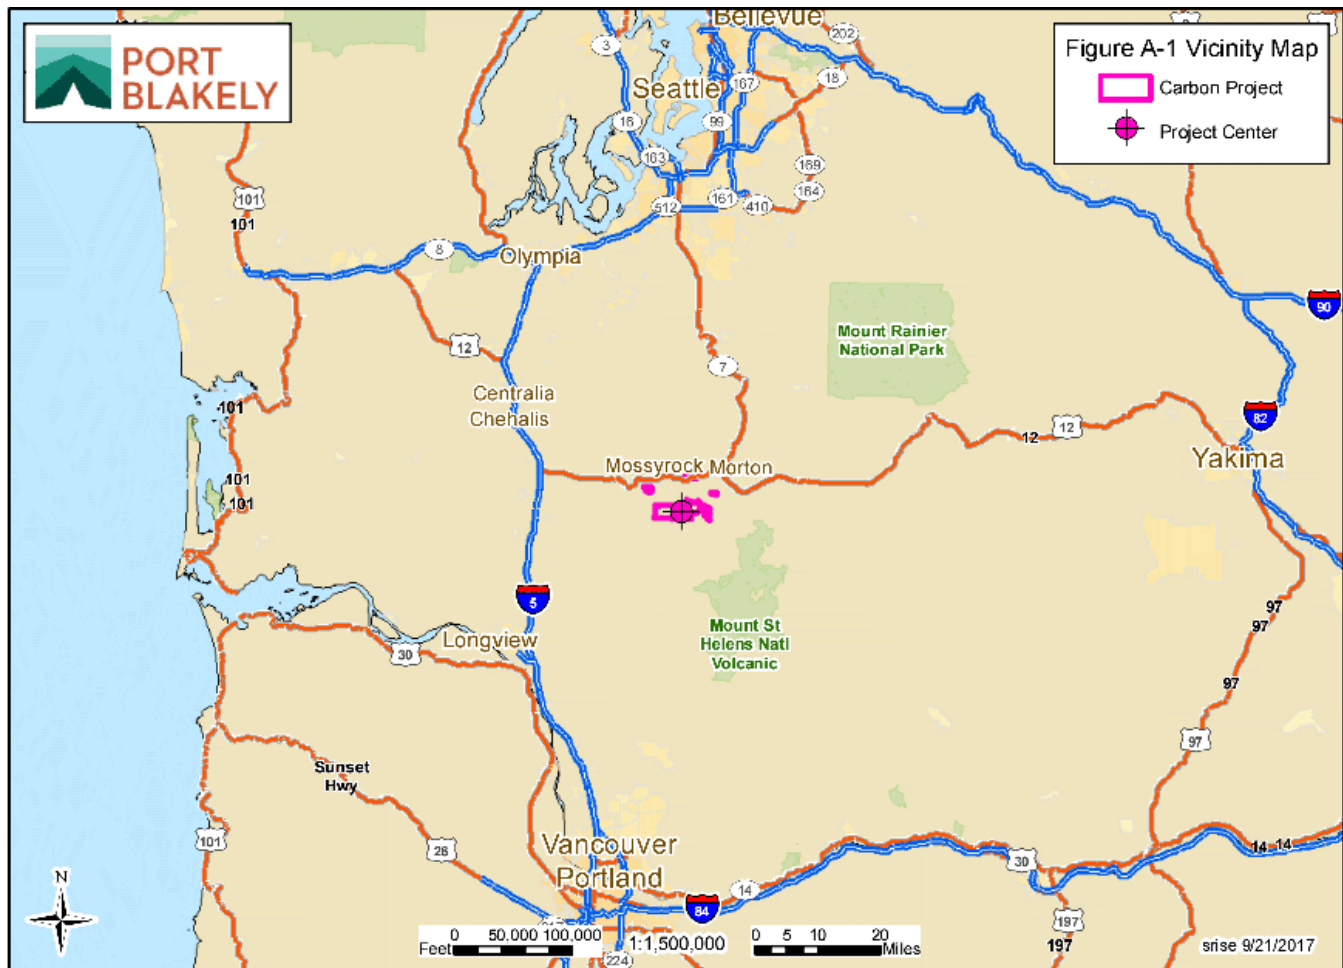 PORT
BLAKELY
Figure A-1 Vicinity Map
Carbon Project
Project Center
Bellevue
202
3
18
167
Seattle
16
99
163
169
164
161
410
512
101
101
8
Olympia
90
Mount Rainier
National Park
12
7
Centralia
Chehalis
101
82
12
12
Yakima
Mossyrock Morton
101
101
5
97
97
Mount St
Helens Natl
Volcanic
Longview
30
97
97
Sunset
Hwy
101
26
Vancouver
Portland
14 14
30
14
84
197
197
N
0 50,000 100,000
Feet
1:1,500,000
0 5 10 20
Miles
224
srise 9/21/2017